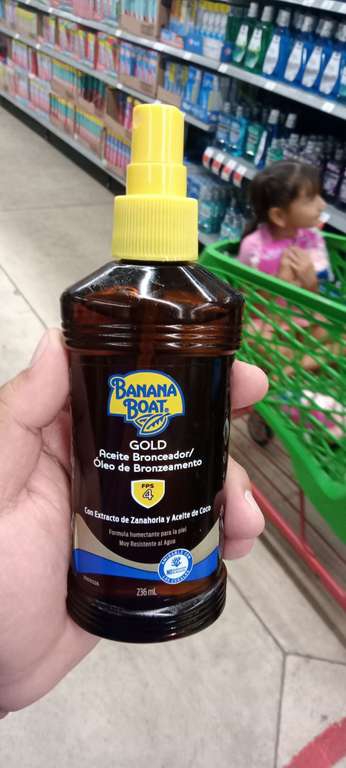 BANANA
BOAT
GOLD
Aceite Bronceador/
Óleo de Bronzeamento
FPS
4
Con Extracto de Zanahoria y Aceite de Coco
Formula humectante para la piel
Muy Resistente al Agua
236 mL